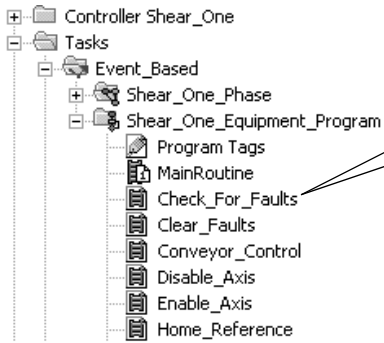 Controller Shear_One
Tasks
Event_Based
Shear_One_Phase
Shear_One_Equipment_Program
Program Tags
MainRoutine
Check_For_Faults
Clear_Faults
Conveyor_Control
Disable_Axis
Enable_Axis
Home_Reference